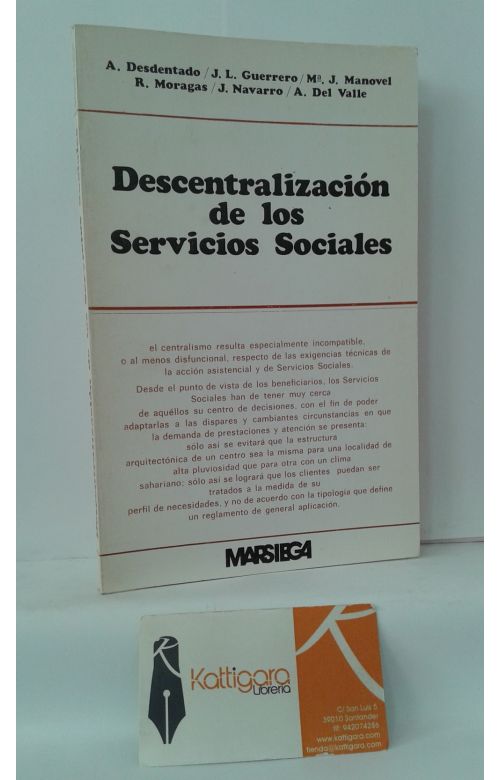 A. Desdentado / J. L. Guerrero / Mª. J. Manovel
R. Moragas / J. Navarro / A. Del Valle
Descentralización
de los
Servicios Sociales
el centralismo resulta especialmente incompatible,
o al menos disfuncional, respecto de las exigencias técnicas de
la acción asistencial y de Servicios Sociales.
Desde el punto de vista de los beneficiarios, los Servicios
Sociales han de tener muy cerca
de aquéllos su centro de decisiones, con el fin de poder
adaptarlas a las dispares y cambiantes circunstancias en que
la demanda de prestaciones y atención se presenta:
sólo así se evitará que la estructura
arquitectónica de un centro sea la misma para una localidad de
alta pluviosidad que para otra con un clima
sahariano; sólo así se logrará que los clientes puedan ser
tratados a la medida de su
perfil de necesidades, y no de acuerdo con la tipología que define
un reglamento de general aplicación.
MARSIEGA
Kattigara
Librería
C/ San Luis 5
39010 Santander
tlf: 942074286
www.kattigara.com
tienda@kattigara.com